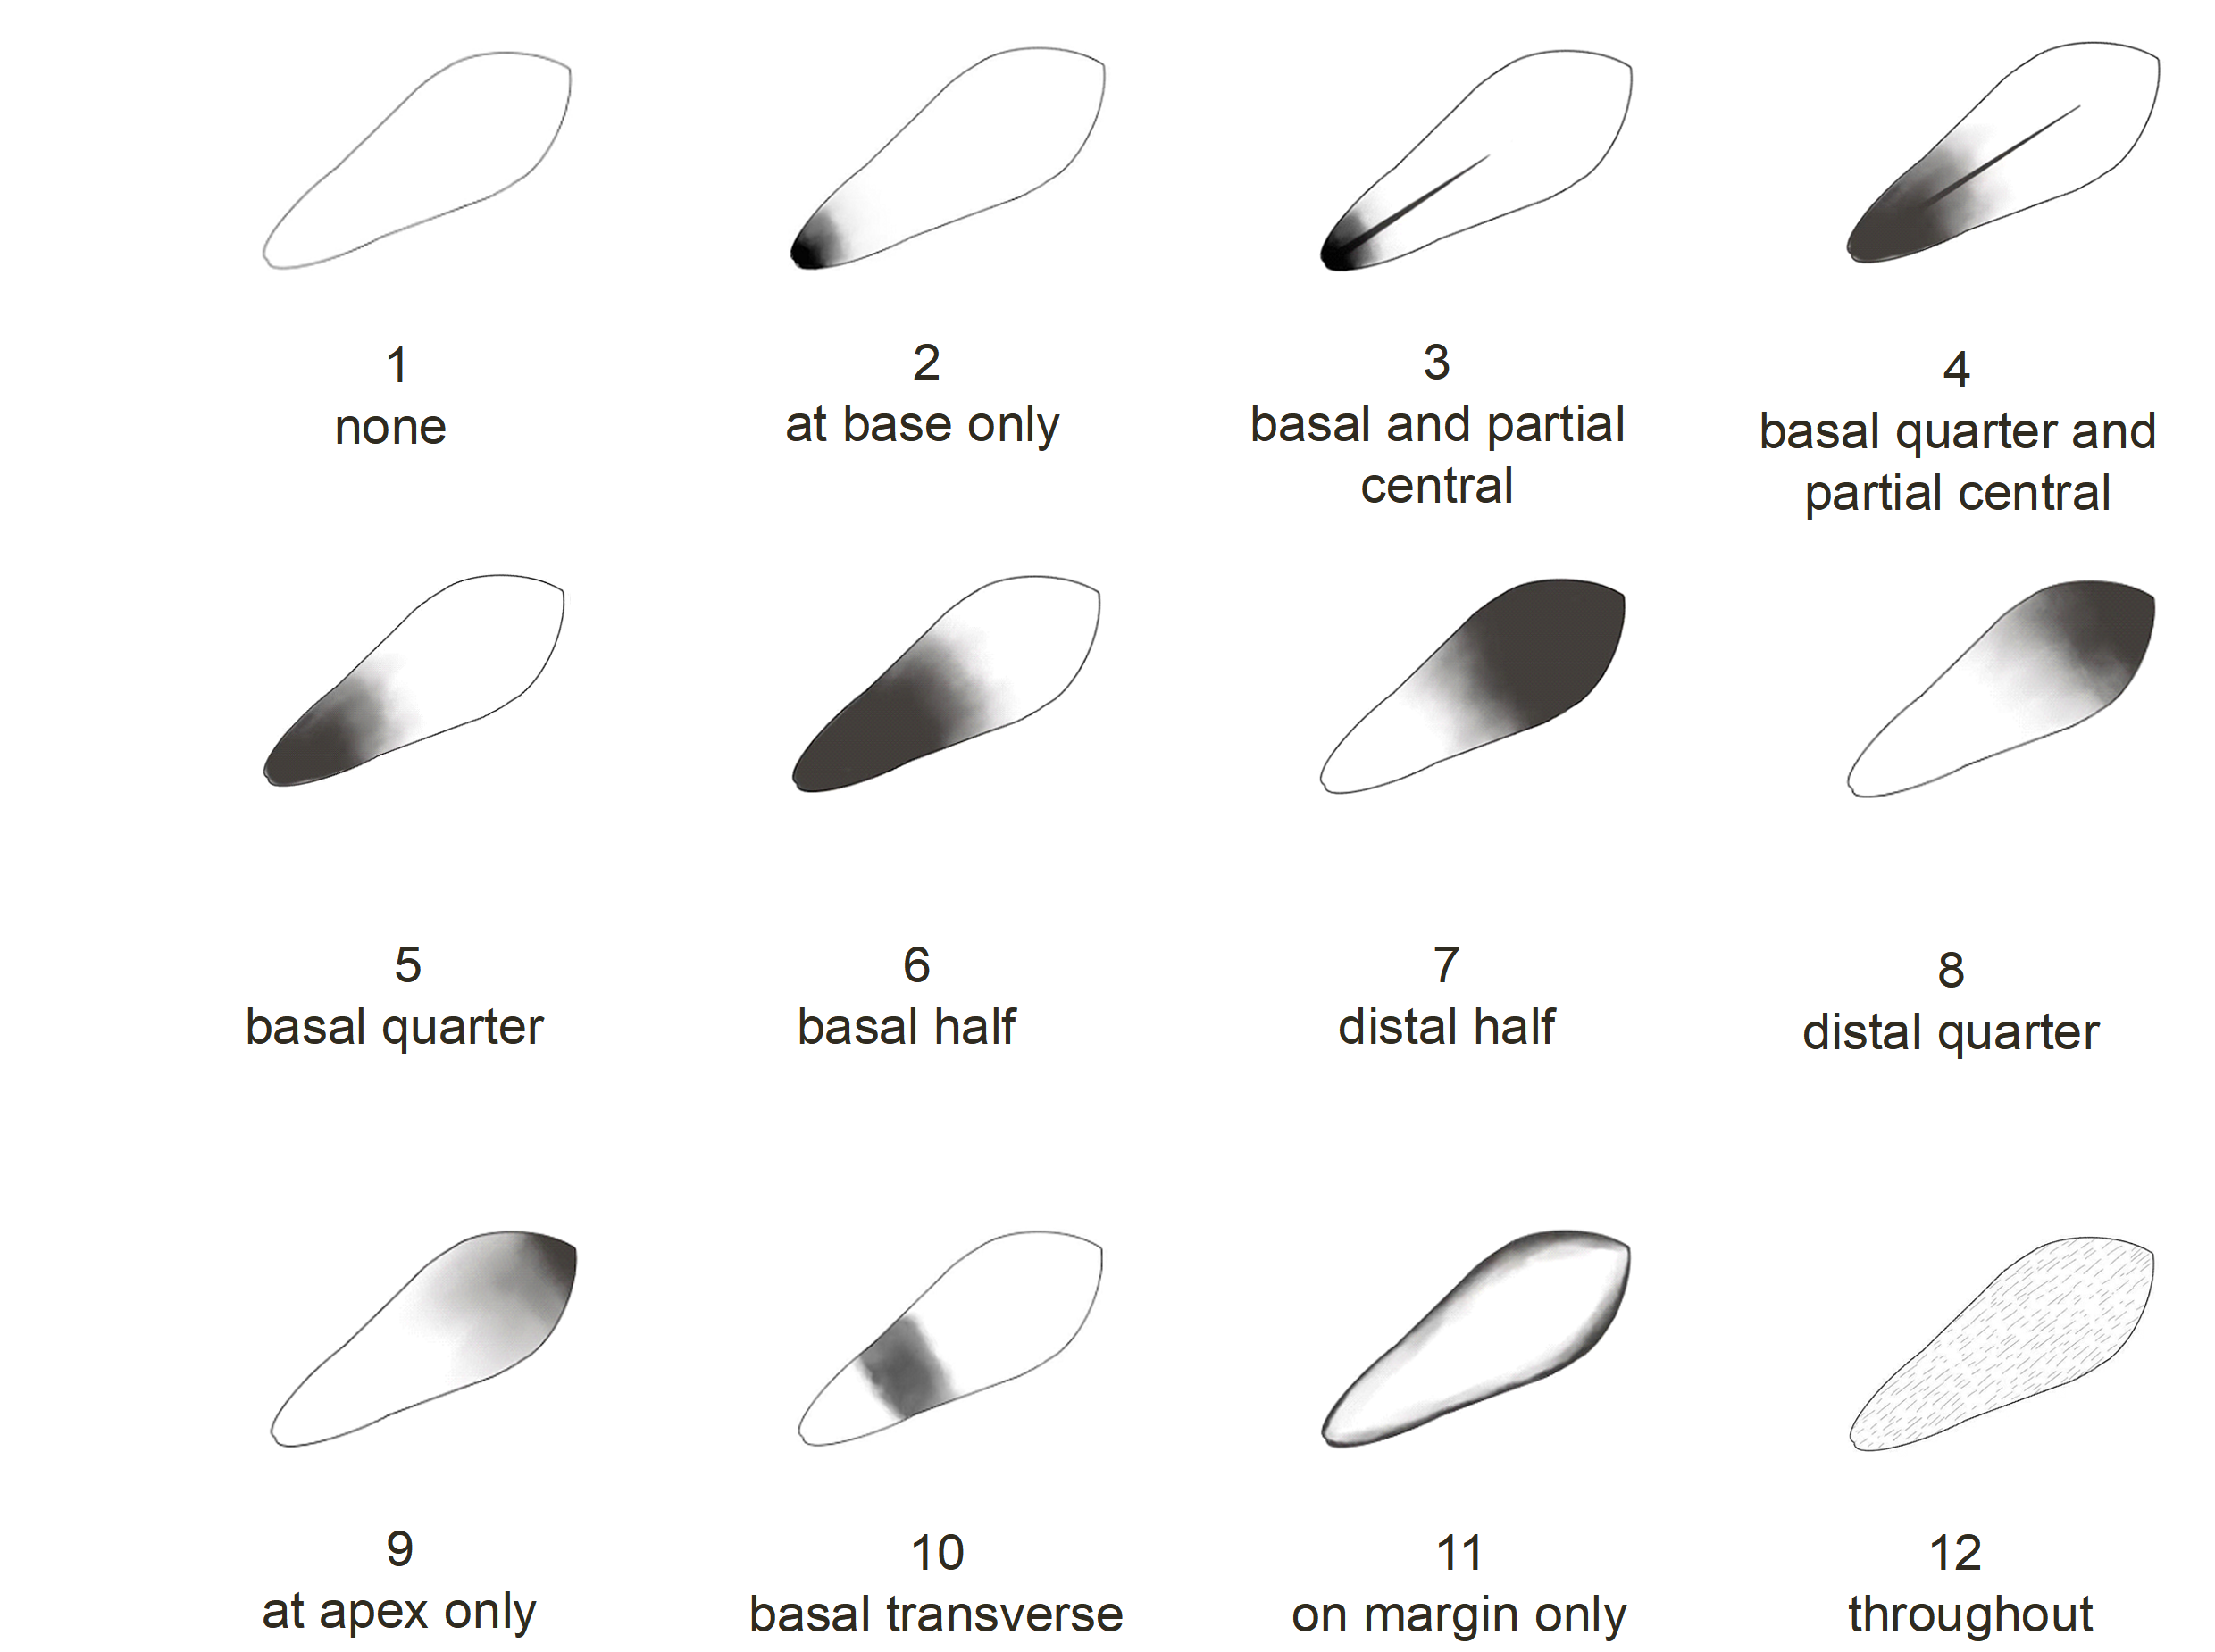 1
none
2
at base only
3
basal and partial
central
4
basal quarter and
partial central
5
basal quarter
6
basal half
7
distal half
8
distal quarter
9
at apex only
10
basal transverse
11
on margin only
12
throughout